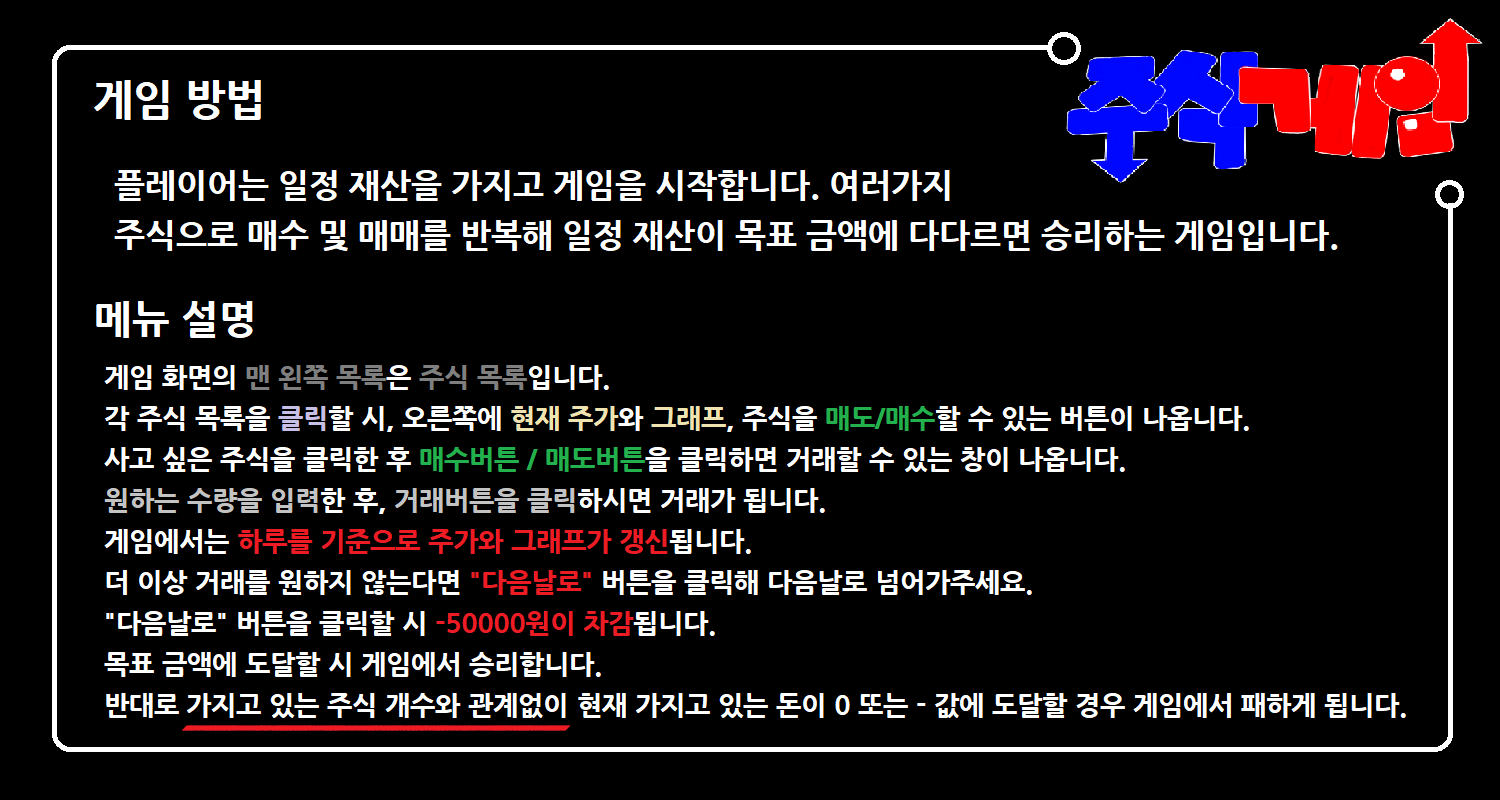 주식게임
게임 방법
플레이어는 일정 재산을 가지고 게임을 시작합니다. 여러가지
주식으로 매수 및 매매를 반복해 일정 재산이 목표 금액에 다다르면 승리하는 게임입니다.
메뉴 설명
게임 화면의 맨 왼쪽 목록은 주식 목록입니다.
각 주식 목록을 클릭할 시, 오른쪽에 현재 주가와 그래프, 주식을 매도/매수할 수 있는 버튼이 나옵니다.
사고 싶은 주식을 클릭한 후 매수버튼 / 매도버튼을 클릭하면 거래할 수 있는 창이 나옵니다.
원하는 수량을 입력한 후, 거래버튼을 클릭하시면 거래가 됩니다.
게임에서는 하루를 기준으로 주가와 그래프가 갱신됩니다.
더 이상 거래를 원하지 않는다면 "다음날로" 버튼을 클릭해 다음날로 넘어가주세요.
"다음날로" 버튼을 클릭할 시 -50000원이 차감됩니다.
목표 금액에 도달할 시 게임에서 승리합니다.
반대로 가지고 있는 주식 개수와 관계없이 현재 가지고 있는 돈이 0 또는 - 값에 도달할 경우 게임에서 패하게 됩니다.